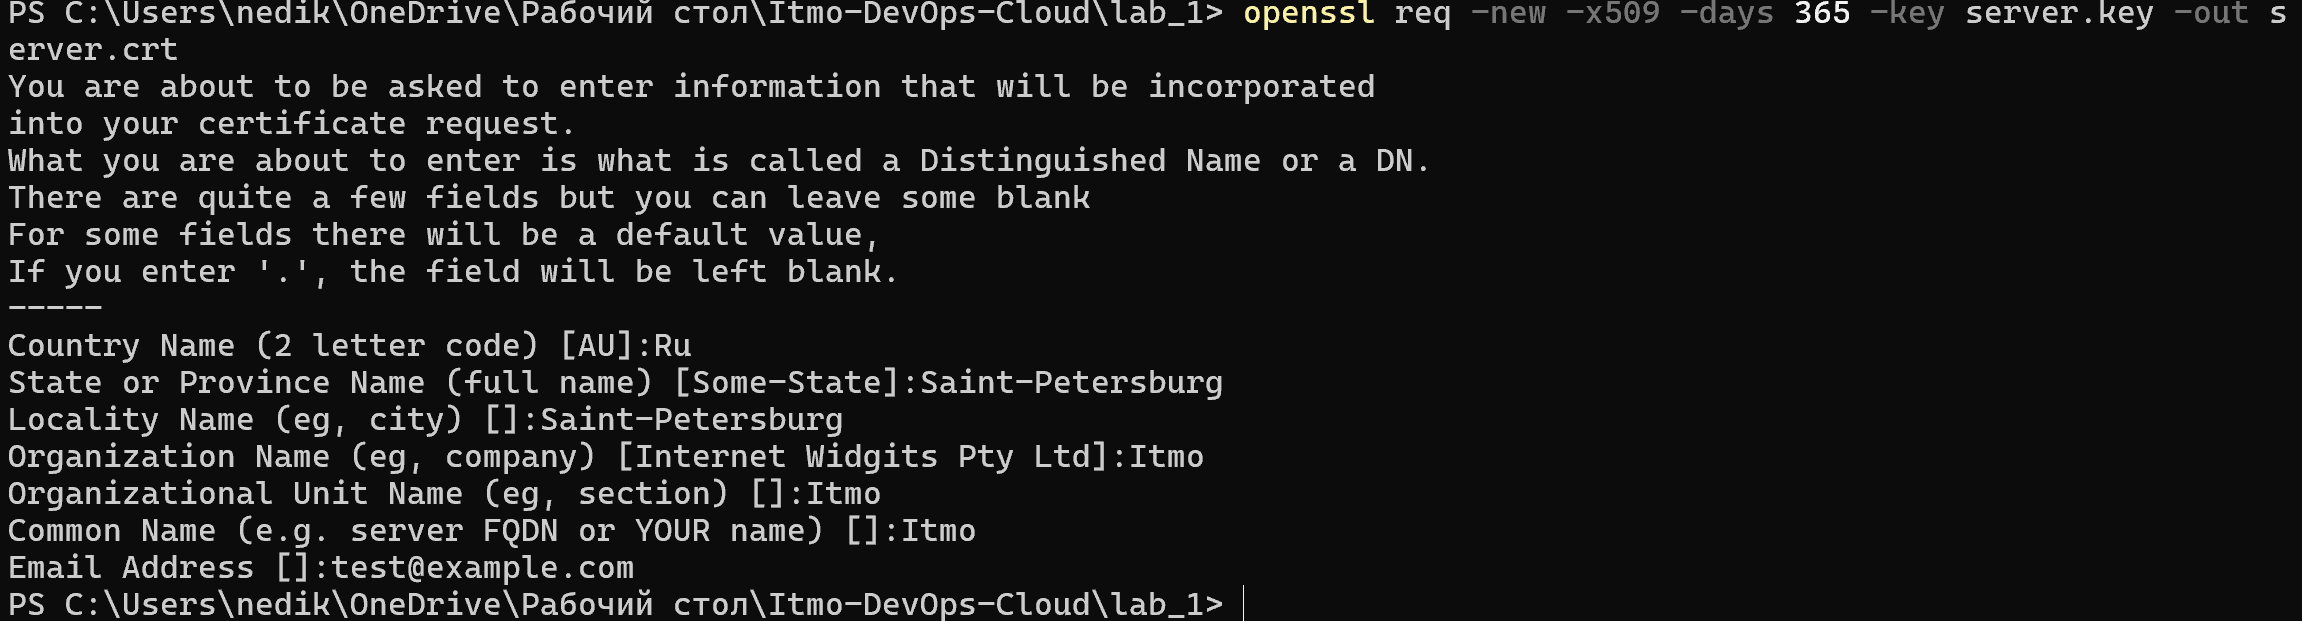 PS C:\Users\nedik\OneDrive\Рабочий стол\Itmo-DevOps-Cloud\lab_1> openssl req -new -x509 -days 365 -key server.key -out s
erver.crt
You are about to be asked to enter information that will be incorporated
into your certificate request.
What you are about to enter is what is called a Distinguished Name or a DN.
There are quite a few fields but you can leave some blank
For some fields there will be a default value,
If you enter '.', the field will be left blank.
-----
Country Name (2 letter code) [AU]:Ru
State or Province Name (full name) [Some-State]:Saint-Petersburg
Locality Name (eg, city) []:Saint-Petersburg
Organization Name (eg, company) [Internet Widgits Pty Ltd]:Itmo
Organizational Unit Name (eg, section) []:Itmo
Common Name (e.g. server FQDN or YOUR name) []:Itmo
Email Address []:test@example.com
PS C:\Users\nedik\OneDrive\Рабочий стол\Itmo-DevOps-Cloud\lab_1>